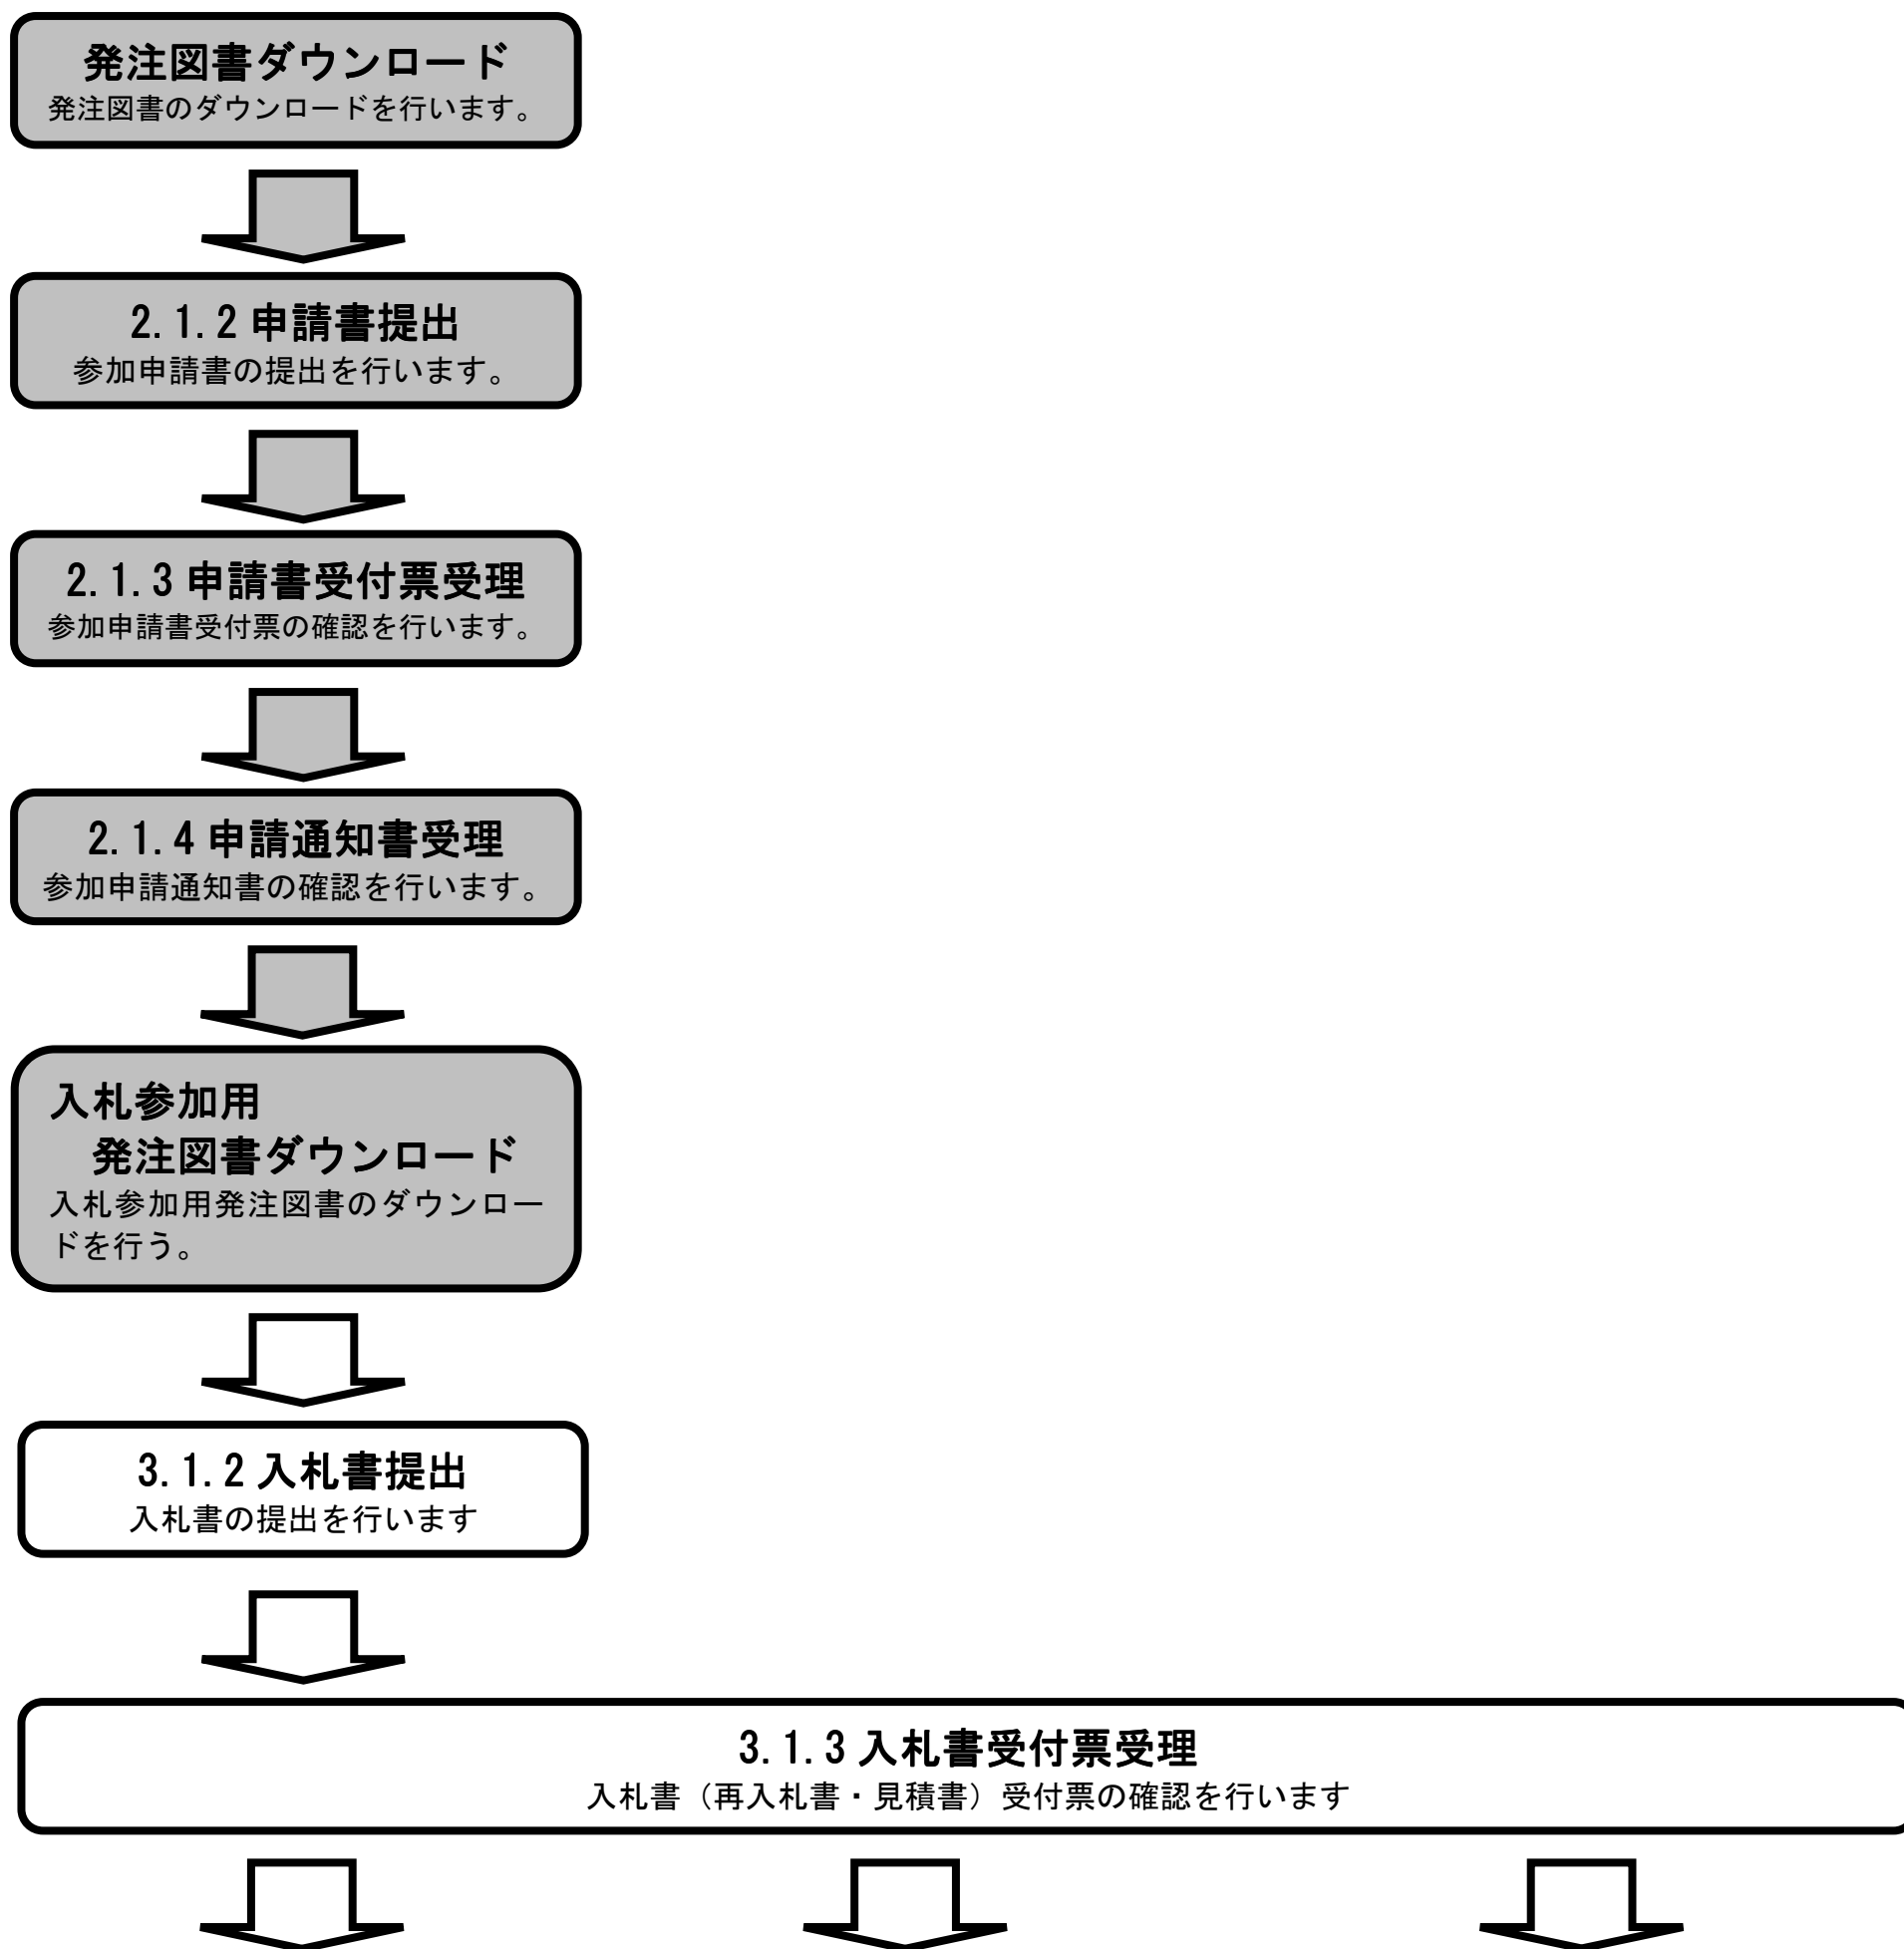 発注図書ダウンロード
発注図書のダウンロードを行います。
2.1.2 申請書提出
参加申請書の提出を行います。
2.1.3 申請書受付票受理
参加申請書受付票の確認を行います。
2.1.4 申請通知書受理
参加申請通知書の確認を行います。
入札参加用
発注図書ダウンロード
入札参加用発注図書のダウンロー
ドを行う。
3.1.2 入札書提出
入札書の提出を行います
3.1.3 入札書受付票受理
入札書（再入札書・見積書）受付票の確認を行います